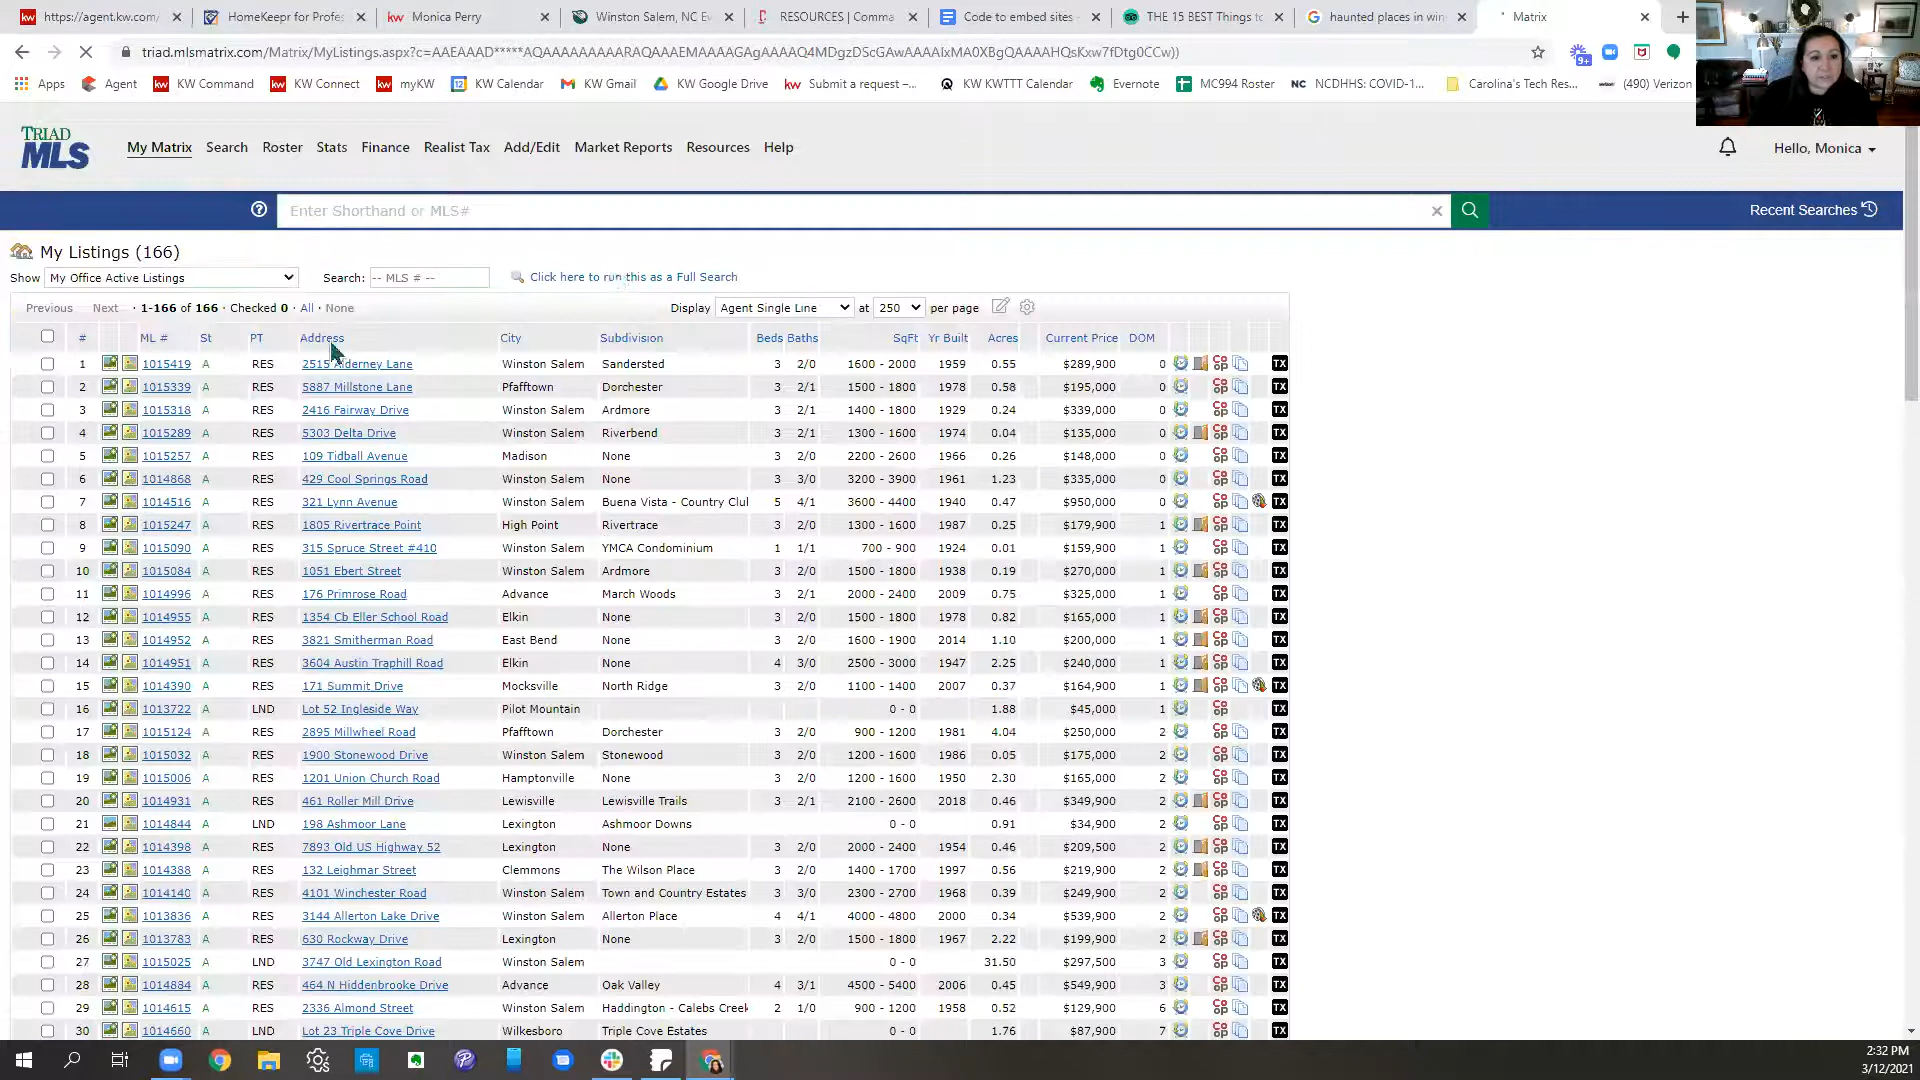 https://agent.kw.com/
HomeKeepr for Profes
Monica Perry
Winston Salem, NC Ev
RESOURCES | Comma
Code to embed sites -
THE 15 BEST Things to
haunted places in win
Matrix
triad.mlsmatrix.com/Matrix/MyListings.aspx?c=AAEAAAD*****AQAAAAAAAAARAQAAAEMAAAAGAgAAAAQ4MDgzDScGAwAAAAIxMA0XBgQAAAAHQsKxw7fDtg0CCw))
Apps Agent KW Command KW Connect myKW KW Calendar KW Gmail KW Google Drive Submit a request –... KW KWTTT Calendar Evernote MC994 Roster NCDHHS: COVID-1... Carolina's Tech Res... (490) Verizon
TRIAD MLS
My Matrix Search Roster Stats Finance Realist Tax Add/Edit Market Reports Resources Help Hello, Monica
Enter Shorthand or MLS# Recent Searches
My Listings (166)
Show My Office Active Listings Search: -- MLS # -- Click here to run this as a Full Search
Previous Next · 1-166 of 166 · Checked 0 · All · None Display Agent Single Line at 250 per page
# ML # St PT Address City Subdivision Beds Baths SqFt Yr Built Acres Current Price DOM
1 1015419 A RES 2515 Alderney Lane Winston Salem Sandersted 3 2/0 1600 - 2000 1959 0.55 $289,900 0 TX
2 1015339 A RES 5887 Millstone Lane Pfafftown Dorchester 3 2/1 1500 - 1800 1978 0.58 $195,000 0 TX
3 1015318 A RES 2416 Fairway Drive Winston Salem Ardmore 3 2/1 1400 - 1800 1929 0.24 $339,000 0 TX
4 1015289 A RES 5303 Delta Drive Winston Salem Riverbend 3 2/1 1300 - 1600 1974 0.04 $135,000 0 TX
5 1015257 A RES 109 Tidball Avenue Madison None 3 2/0 2200 - 2600 1966 0.26 $148,000 0 TX
6 1014868 A RES 429 Cool Springs Road Winston Salem None 3 3/0 3200 - 3900 1961 1.23 $335,000 0 TX
7 1014516 A RES 321 Lynn Avenue Winston Salem Buena Vista - Country Clul 5 4/1 3600 - 4400 1940 0.47 $950,000 0 TX
8 1015247 A RES 1805 Rivertrace Point High Point Rivertrace 3 2/0 1300 - 1600 1987 0.25 $179,900 1 TX
9 1015090 A RES 315 Spruce Street #410 Winston Salem YMCA Condominium 1 1/1 700 - 900 1924 0.01 $159,900 1 TX
10 1015084 A RES 1051 Ebert Street Winston Salem Ardmore 3 2/0 1500 - 1800 1938 0.19 $270,000 1 TX
11 1014996 A RES 176 Primrose Road Advance March Woods 3 2/1 2000 - 2400 2009 0.75 $325,000 1 TX
12 1014955 A RES 1354 Cb Eller School Road Elkin None 3 2/0 1500 - 1800 1978 0.82 $165,000 1 TX
13 1014952 A RES 3821 Smitherman Road East Bend None 3 2/0 1600 - 1900 2014 1.10 $200,000 1 TX
14 1014951 A RES 3604 Austin Traphill Road Elkin None 4 3/0 2500 - 3000 1947 2.25 $240,000 1 TX
15 1014390 A RES 171 Summit Drive Mocksville North Ridge 3 2/0 1100 - 1400 2007 0.37 $164,900 1 TX
16 1013722 A LND Lot 52 Ingleside Way Pilot Mountain 0 - 0 1.88 $45,000 1 TX
17 1015124 A RES 2895 Millwheel Road Pfafftown Dorchester 3 2/0 900 - 1200 1981 4.04 $250,000 2 TX
18 1015032 A RES 1900 Stonewood Drive Winston Salem Stonewood 3 2/0 1200 - 1600 1986 0.05 $175,000 2 TX
19 1015006 A RES 1201 Union Church Road Hamptonville None 3 2/0 1200 - 1600 1950 2.30 $165,000 2 TX
20 1014931 A RES 461 Roller Mill Drive Lewisville Lewisville Trails 3 2/1 2100 - 2600 2018 0.46 $349,900 2 TX
21 1014844 A LND 198 Ashmoor Lane Lexington Ashmoor Downs 0 - 0 0.91 $34,900 2 TX
22 1014398 A RES 7893 Old US Highway 52 Lexington None 3 2/0 2000 - 2400 1954 0.46 $209,500 2 TX
23 1014388 A RES 132 Leighmar Street Clemmons The Wilson Place 3 2/0 1400 - 1700 1997 0.56 $219,900 2 TX
24 1014140 A RES 4101 Winchester Road Winston Salem Town and Country Estates 3 3/0 2300 - 2700 1968 0.39 $249,900 2 TX
25 1013836 A RES 3144 Allerton Lake Drive Winston Salem Allerton Place 4 4/1 4000 - 4800 2000 0.34 $539,900 2 TX
26 1013783 A RES 630 Rockway Drive Lexington None 3 2/0 1500 - 1800 1967 2.22 $199,900 2 TX
27 1015025 A LND 3747 Old Lexington Road Winston Salem 0 - 0 31.50 $297,500 3 TX
28 1014884 A RES 464 N Hiddenbrooke Drive Advance Oak Valley 4 3/1 4500 - 5400 2006 0.45 $549,900 3 TX
29 1014615 A RES 2336 Almond Street Winston Salem Haddington - Calebs Creek 2 1/0 900 - 1200 1958 0.52 $129,900 6 TX
30 1014660 A LND Lot 23 Triple Cove Drive Wilkesboro Triple Cove Estates 0 - 0 1.76 $87,900 7 TX
2:32 PM
3/12/2021